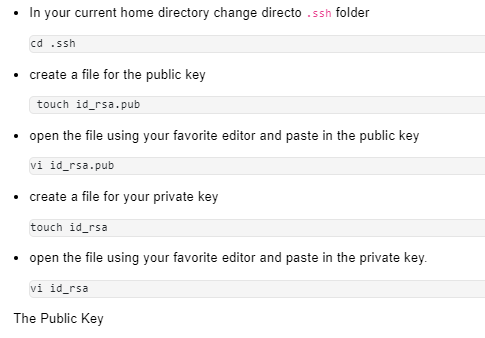 In your current home directory change directo .ssh folder
cd .ssh
create a file for the public key
touch id_rsa.pub
open the file using your favorite editor and paste in the public key
vi id_rsa.pub
create a file for your private key
touch id_rsa
open the file using your favorite editor and paste in the private key.
vi id_rsa
The Public Key